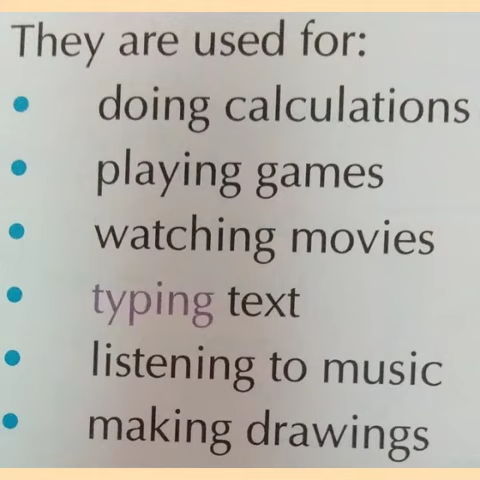 They are used for:
• doing calculations
• playing games
• watching movies
• typing text
• listening to music
• making drawings